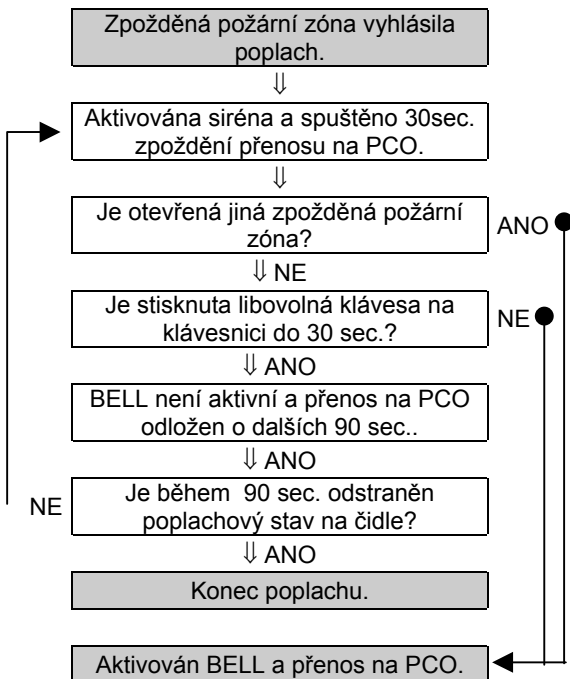 Zpožděná požární zóna vyhlásila
poplach.
⇓
Aktivována siréna a spuštěno 30sec.
zpoždění přenosu na PCO.
⇓
Je otevřená jiná zpožděná požární
zóna?
ANO
⇓ NE
Je stisknuta libovolná klávesa na
klávesnici do 30 sec.?
NE
⇓ ANO
BELL není aktivní a přenos na PCO
odložen o dalších 90 sec..
⇓ ANO
Je během 90 sec. odstraněn
poplachový stav na čidle?
NE
⇓ ANO
Konec poplachu.
Aktivován BELL a přenos na PCO.